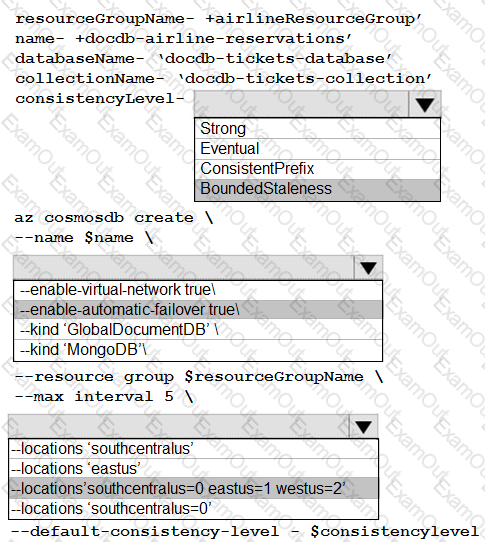 resourceGroupName- +airlineResourceGroup’
name- +docdb-airline-reservations’
databaseName- ‘docdb-tickets-database’
collectionName- ‘docdb-tickets-collection’
consistencyLevel-
Strong
Eventual
ConsistentPrefix
BoundedStaleness
az cosmosdb create \
--name $name \
--enable-virtual-network true\
--enable-automatic-failover true\
--kind ‘GlobalDocumentDB’ \
--kind ‘MongoDB’\
--resource group $resourceGroupName \
--max interval 5 \
--locations ‘southcentralus’
--locations ‘eastus’
--locations’southcentralus=0 eastus=1 westus=2’
--locations ‘southcentralus=0’
--default-consistency-level - $consistencylevel